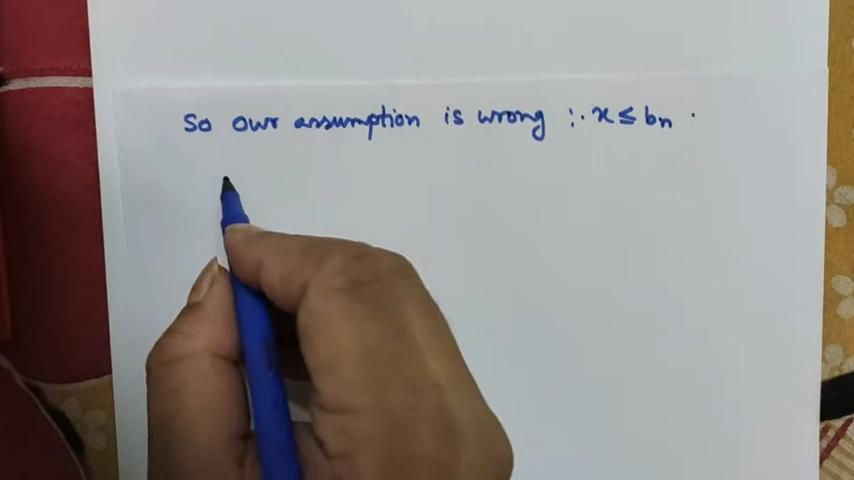 So our assumption is wrong ∴ x ≤ bn .